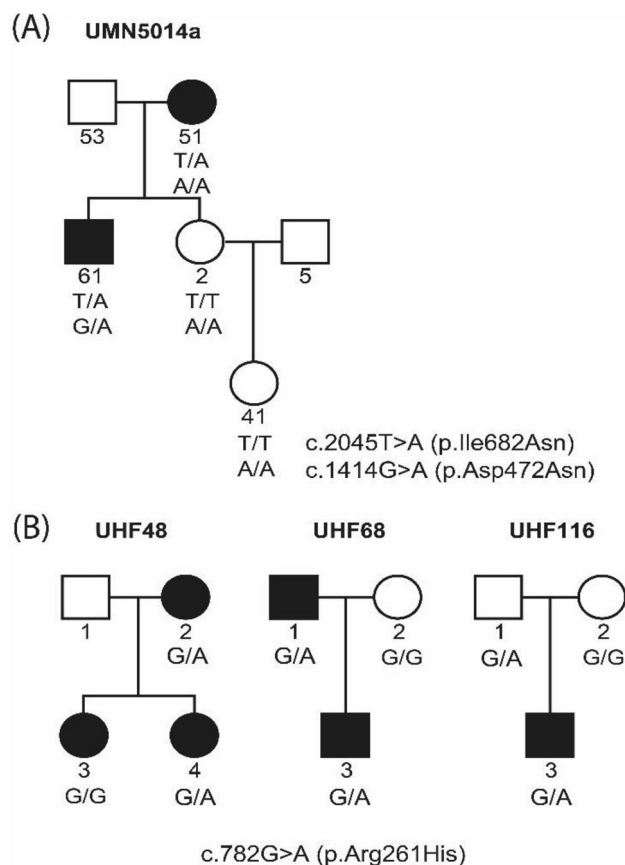 (A) UMN5014a
53 51
T/A
A/A
61 2 5
T/A T/T
G/A A/A
41
T/T c.2045T>A (p.Ile682Asn)
A/A c.1414G>A (p.Asp472Asn)
(B) UHF48 UHF68 UHF116
1 2 1 2 1 2
G/A G/A G/G G/A G/G
3 4 3 3
G/G G/A G/A G/A
c.782G>A (p.Arg261His)